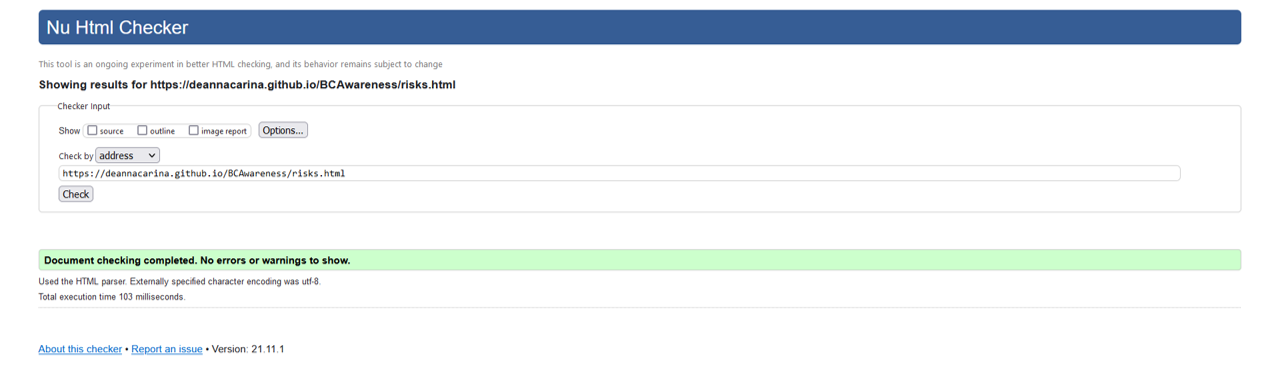 Nu Html Checker
This tool is an ongoing experiment in better HTML checking, and its behavior remains subject to change
Showing results for https://deannacarina.github.io/BCAwareness/risks.html
Checker Input
Show source outline image report Options...
Check by address
https://deannacarina.github.io/BCAwareness/risks.html
Check
Document checking completed. No errors or warnings to show.
Used the HTML parser. Externally specified character encoding was utf-8.
Total execution time 103 milliseconds.
About this checker • Report an issue • Version: 21.11.1